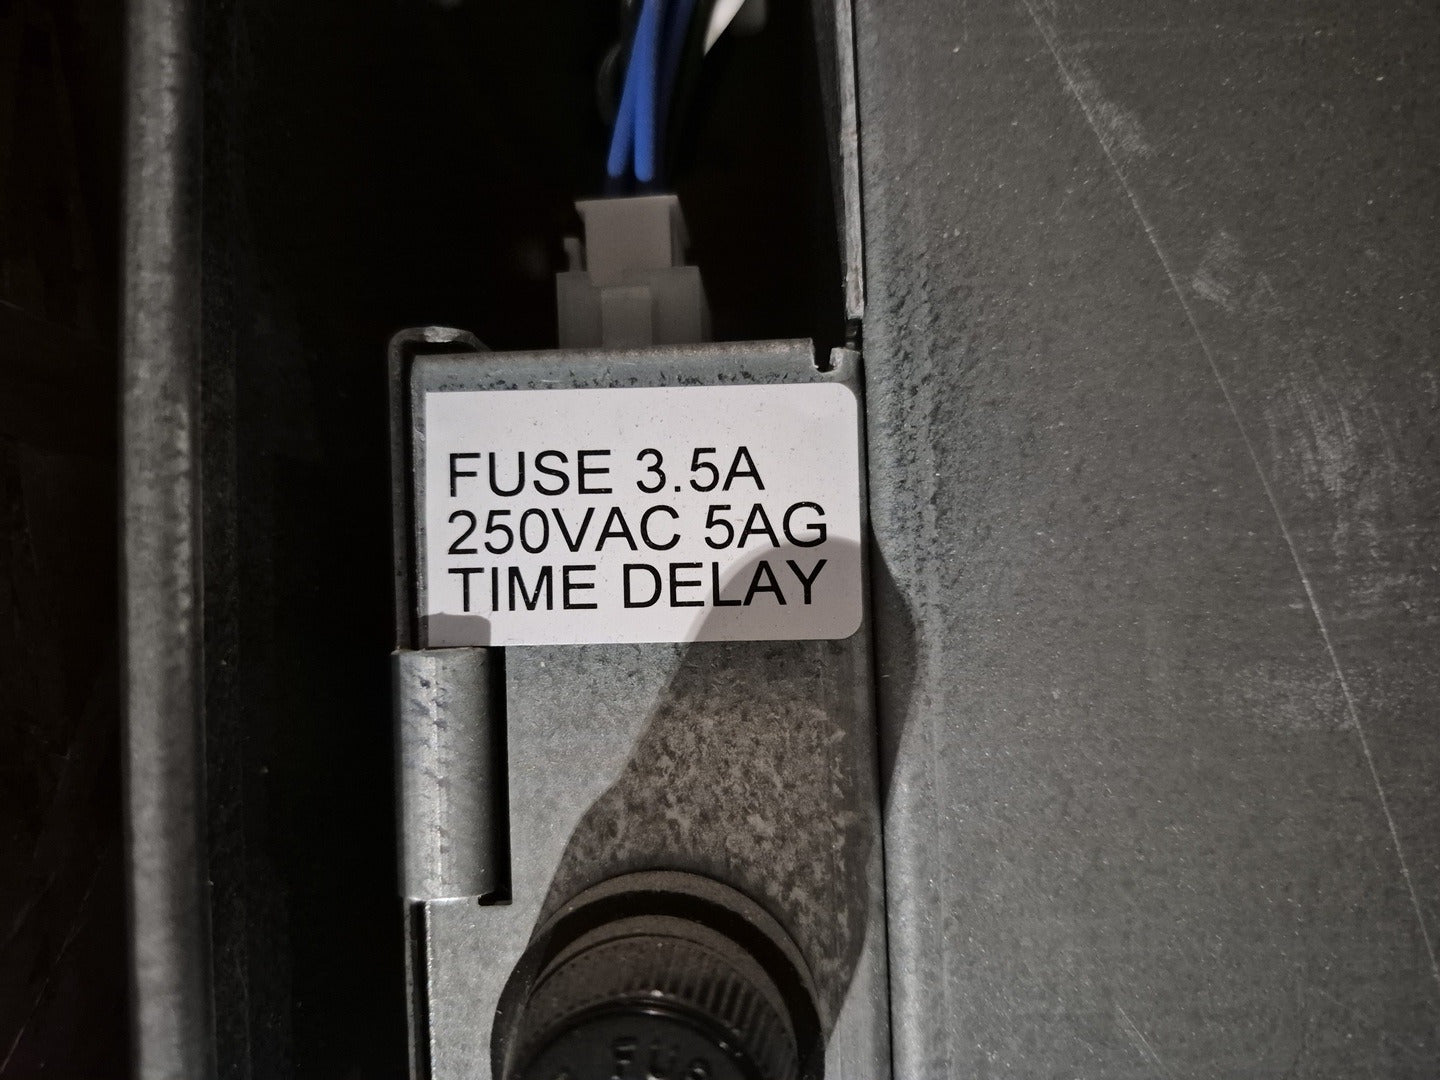 FUSE 3.5A
250VAC 5AG
TIME DELAY